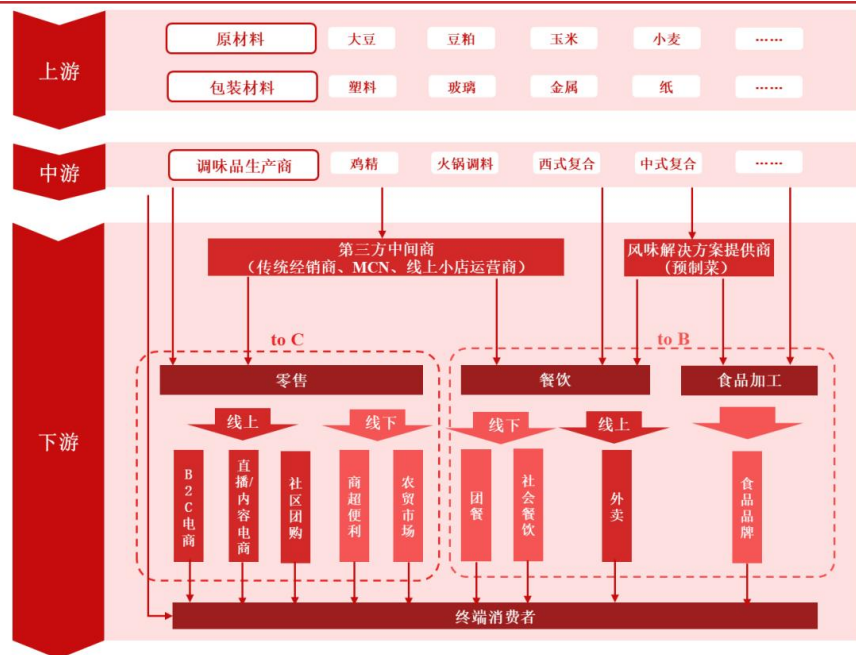 上游
原材料 大豆 豆粕 玉米 小麦 ……
包装材料 塑料 玻璃 金属 纸 ……
中游
调味品生产商 鸡精 火锅调料 西式复合 中式复合 ……
下游
第三方中间商
（传统经销商、MCN、线上小店运营商）
风味解决方案提供商
（预制菜）
to C
to B
零售 餐饮 食品加工
线上 线下 线下 线上
B2C电商
直播/内容电商
社区团购
商超便利
农贸市场
团餐
社会餐饮
外卖
食品品牌
终端消费者